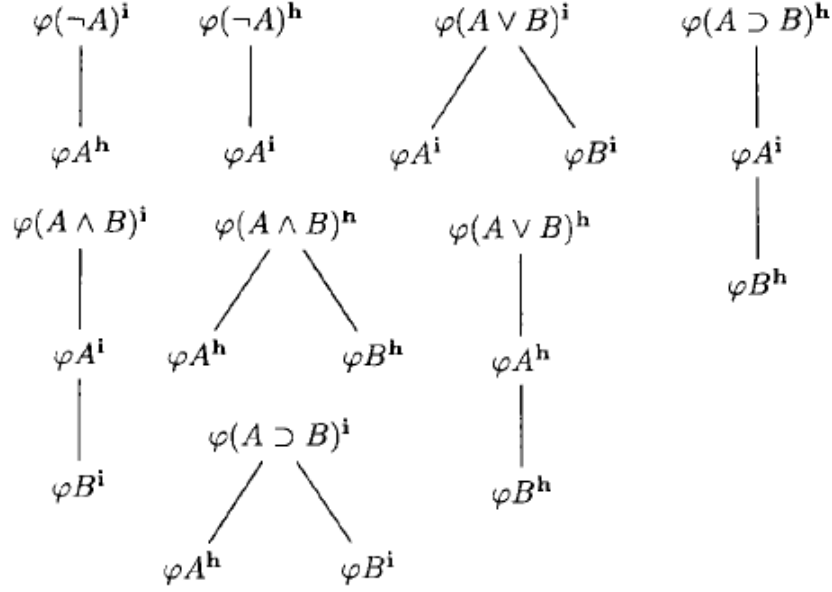 φ(¬A)ⁱ φ(¬A)ʰ φ(A ∨ B)ⁱ φ(A ⊃ B)ʰ
φAʰ φAⁱ φAⁱ φBⁱ φAⁱ
φ(A ∧ B)ⁱ φ(A ∧ B)ʰ φ(A ∨ B)ʰ
φBʰ
φAⁱ φAʰ φBʰ φAʰ
φ(A ⊃ B)ⁱ
φBⁱ φBʰ
φAʰ φBⁱ